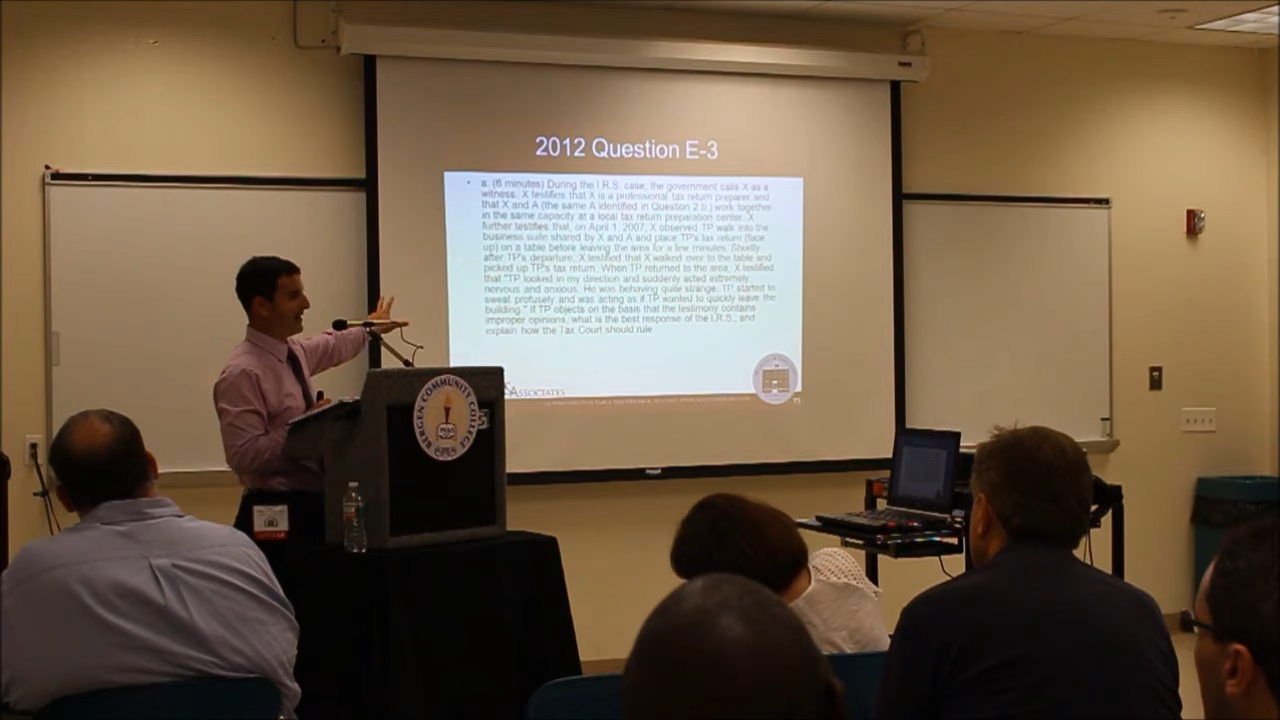 2012 Question E-3
• a. (6 minutes) During the I.R.S. case, the government calls X as a
witness. X testifies that X is a professional tax return preparer and
that X and A (the same A identified in Question 2.b.) work together
in the same capacity at a local tax return preparation center. X
further testifies that, on April 1, 2007, X observed TP walk into the
business suite shared by X and A and place TP's tax return (face
up) on a table before leaving the area for a few minutes. Shortly
after TP's departure, X testified that X walked over to the table and
picked up TP's tax return. When TP returned to the area, X testified
that "TP looked in my direction and suddenly acted extremely
nervous and anxious. He was behaving quite strange. TP started to
sweat profusely and was acting as if TP wanted to quickly leave the
building." If TP objects on the basis that the testimony contains
improper opinions, what is the best response of the I.R.S., and
explain how the Tax Court should rule.
& ASSOCIATES
BERGEN COMMUNITY COLLEGE